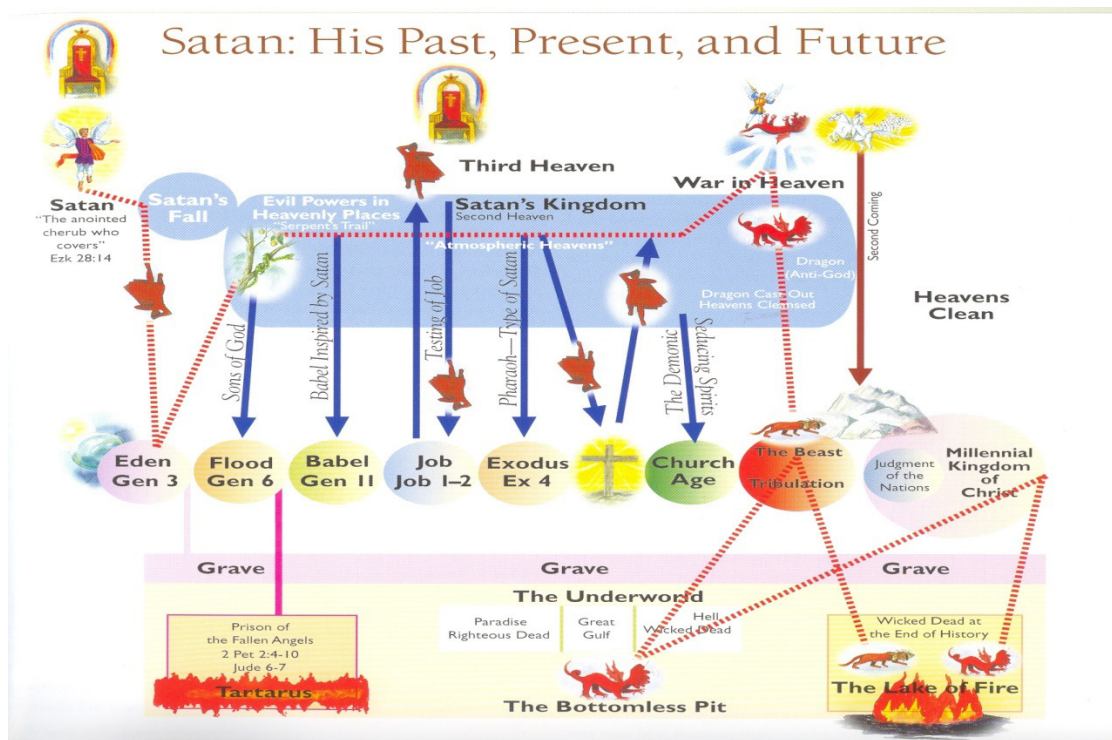 Satan: His Past, Present, and Future
Third Heaven
War in Heaven
Satan
"The anointed
cherub who
covers"
Ezk 28:14
Satan's
Fall
Evil Powers in
Heavenly Places
"Serpent's Trail"
Satan's Kingdom
Second Heaven
"Atmospheric Heavens"
Dragon
(Anti-God)
Dragon Cast Out
Heavens Cleansed
Second Coming
Heavens
Clean
Sons of God
Babel Inspired by Satan
Testing of Job
Pharaoh—Type of Satan
The Demonic
Seducing Spirits
Eden
Gen 3
Flood
Gen 6
Babel
Gen 11
Job
Job 1–2
Exodus
Ex 4
Church
Age
The Beast
Tribulation
Judgment
of the
Nations
Millennial
Kingdom
of
Christ
Grave
Grave
Grave
The Underworld
Prison of
the Fallen Angels
2 Pet 2:4-10
Jude 6-7
Tartarus
Paradise
Righteous Dead
Great
Gulf
Hell
Wicked Dead
The Bottomless Pit
Wicked Dead at
the End of History
The Lake of Fire